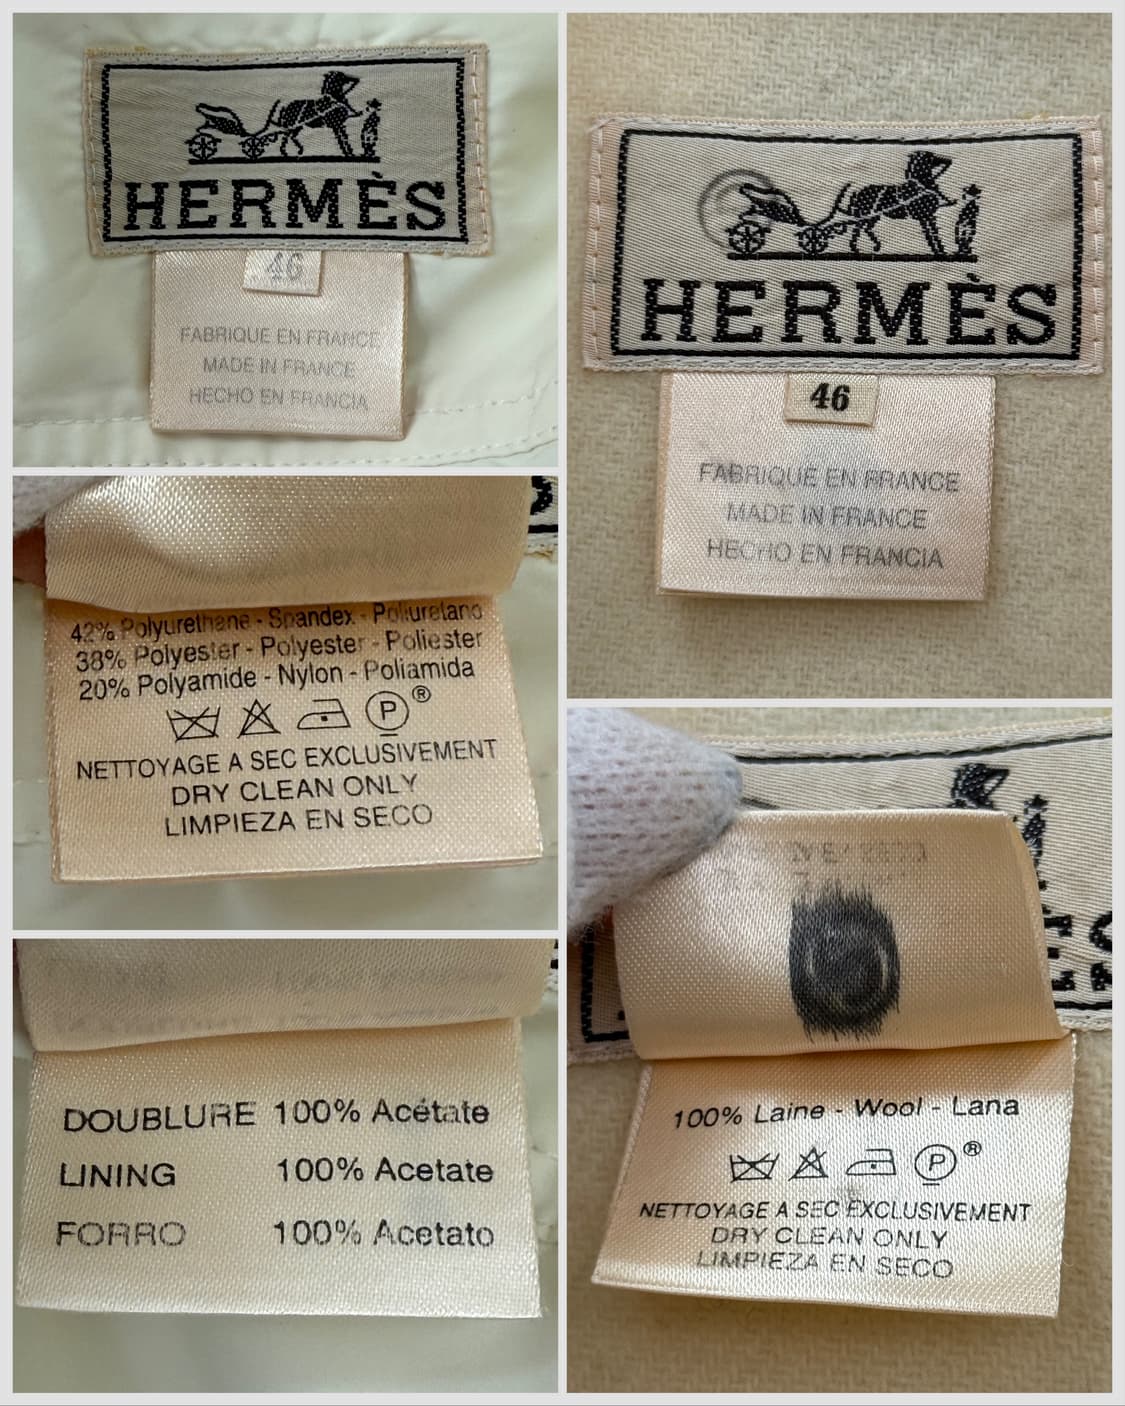 HERMÈS
46
FABRIQUE EN FRANCE
MADE IN FRANCE
HECHO EN FRANCIA
42% Polyurethane - Spandex - Poliuretano
38% Polyester - Polyester - Poliester
20% Polyamide - Nylon - Poliamida
P®
NETTOYAGE A SEC EXCLUSIVEMENT
DRY CLEAN ONLY
LIMPIEZA EN SECO
DOUBLURE 100% Acétate
LINING 100% Acetate
FORRO 100% Acetato
HERMÈS
46
FABRIQUE EN FRANCE
MADE IN FRANCE
HECHO EN FRANCIA
100% Laine - Wool - Lana
P®
NETTOYAGE A SEC EXCLUSIVEMENT
DRY CLEAN ONLY
LIMPIEZA EN SECO